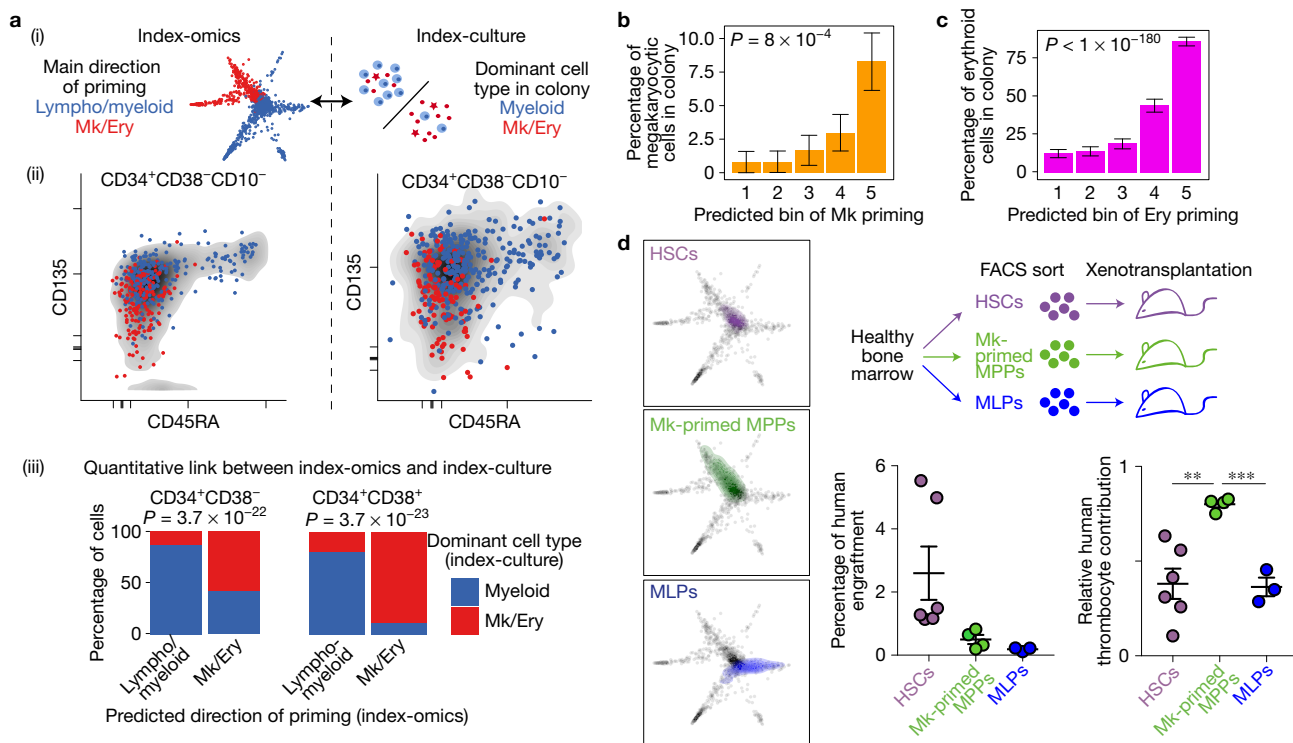 a
(i)
Index-omics
Index-culture
Main direction
of priming
Lympho/myeloid
Mk/Ery
Dominant cell
type in colony
Myeloid
Mk/Ery
(ii)
CD34+CD38−CD10−
CD34+CD38−CD10−
CD135
CD135
CD45RA
CD45RA
(iii)
Quantitative link between index-omics and index-culture
CD34+CD38−
P = 3.7 × 10−22
CD34+CD38+
P = 3.7 × 10−23
Percentage of cells
100
50
0
Lympho/
myeloid
Mk/Ery
Lympho-
myeloid
Mk/Ery
Dominant cell type
(index-culture)
Myeloid
Mk/Ery
Predicted direction of priming (index-omics)
b
P = 8 × 10−4
Percentage of
megakaryocytic
cells in colony
10.0
7.5
5.0
2.5
0
1 2 3 4 5
Predicted bin of Mk priming
c
P < 1 × 10−180
Percentage of erythroid
cells in colony
75
50
25
0
1 2 3 4 5
Predicted bin of Ery priming
d
HSCs
Mk-primed MPPs
MLPs
FACS sort
Xenotransplantation
Healthy
bone
marrow
HSCs
Mk-
primed
MPPs
MLPs
Percentage of human
engraftment
6
4
2
0
HSCs
Mk-primed
MPPs
MLPs
Relative human
thrombocyte contribution
1
0.5
0
** ***
HSCs
Mk-primed
MPPs
MLPs